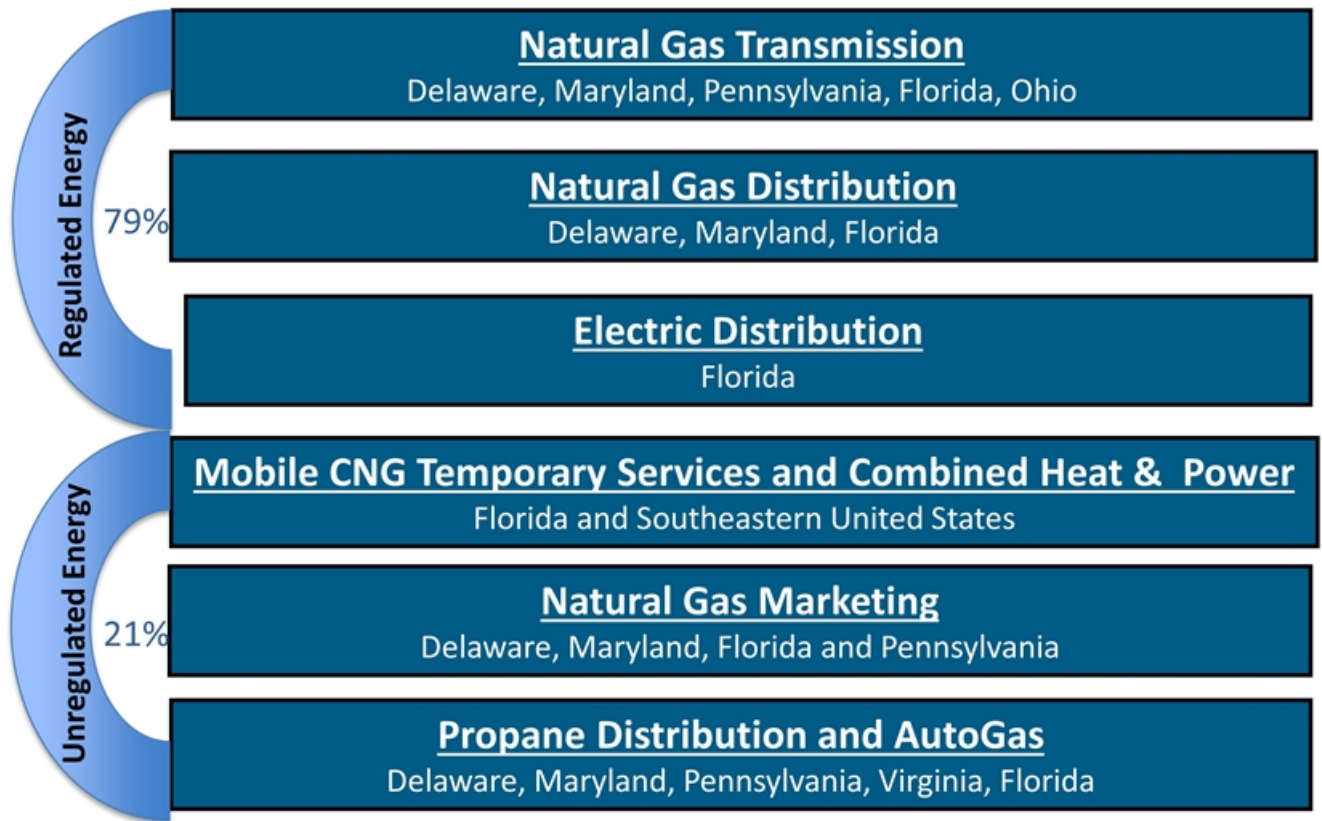 Regulated Energy
79%
Natural Gas Transmission
Delaware, Maryland, Pennsylvania, Florida, Ohio
Natural Gas Distribution
Delaware, Maryland, Florida
Electric Distribution
Florida
Unregulated Energy
21%
Mobile CNG Temporary Services and Combined Heat &  Power
Florida and Southeastern United States
Natural Gas Marketing
Delaware, Maryland, Florida and Pennsylvania
Propane Distribution and AutoGas
Delaware, Maryland, Pennsylvania, Virginia, Florida